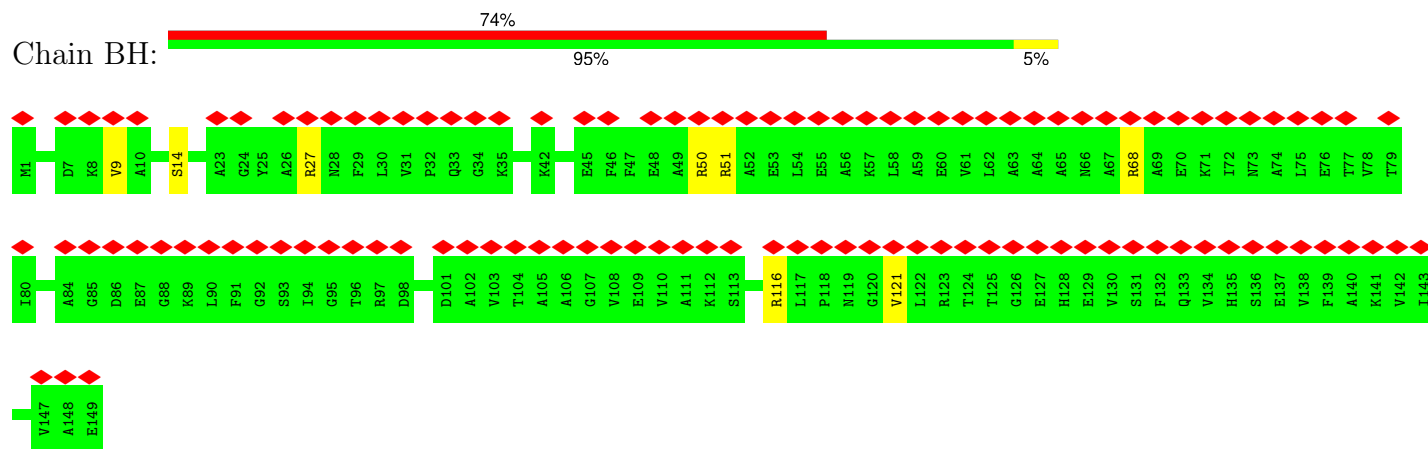 74%
Chain BH:
95% 5%
M1 D7 K8 V9 A10 S14 A23 G24 Y25 A26 R27 N28 F29 L30 V31 P32 Q33 G34 K35 K42 E45 F46 F47 E48 A49 R50 R51 A52 E53 L54 E55 A56 K57 L58 A59 E60 V61 L62 A63 A64 A65 N66 A67 R68 A69 E70 K71 I72 N73 A74 L75 E76 T77 V78 T79
I80 A84 G85 D86 E87 G88 K89 L90 F91 G92 S93 I94 G95 T96 R97 D98 D101 A102 V103 T104 A105 A106 G107 V108 E109 V110 A111 K112 S113 R116 L117 P118 N119 G120 V121 L122 R123 T124 T125 G126 E127 H128 E129 V130 S131 F132 Q133 V134 H135 S136 E137 V138 F139 A140 K141 V142 I143
V147 A148 E149